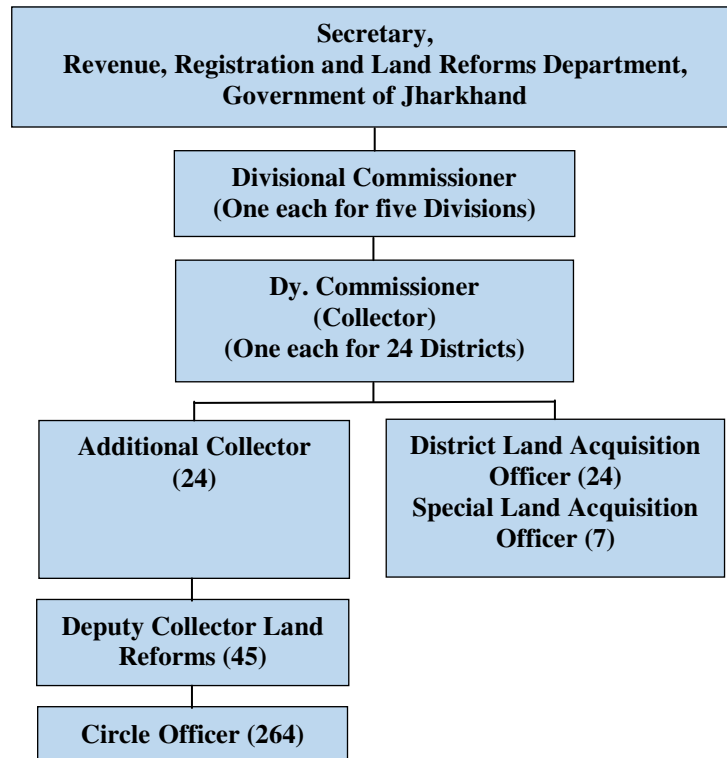 Secretary,
Revenue, Registration and Land Reforms Department,
Government of Jharkhand
Divisional Commissioner
(One each for five Divisions)
Dy. Commissioner
(Collector)
(One each for 24 Districts)
Additional Collector
(24)
District Land Acquisition
Officer (24)
Special Land Acquisition
Officer (7)
Deputy Collector Land
Reforms (45)
Circle Officer (264)